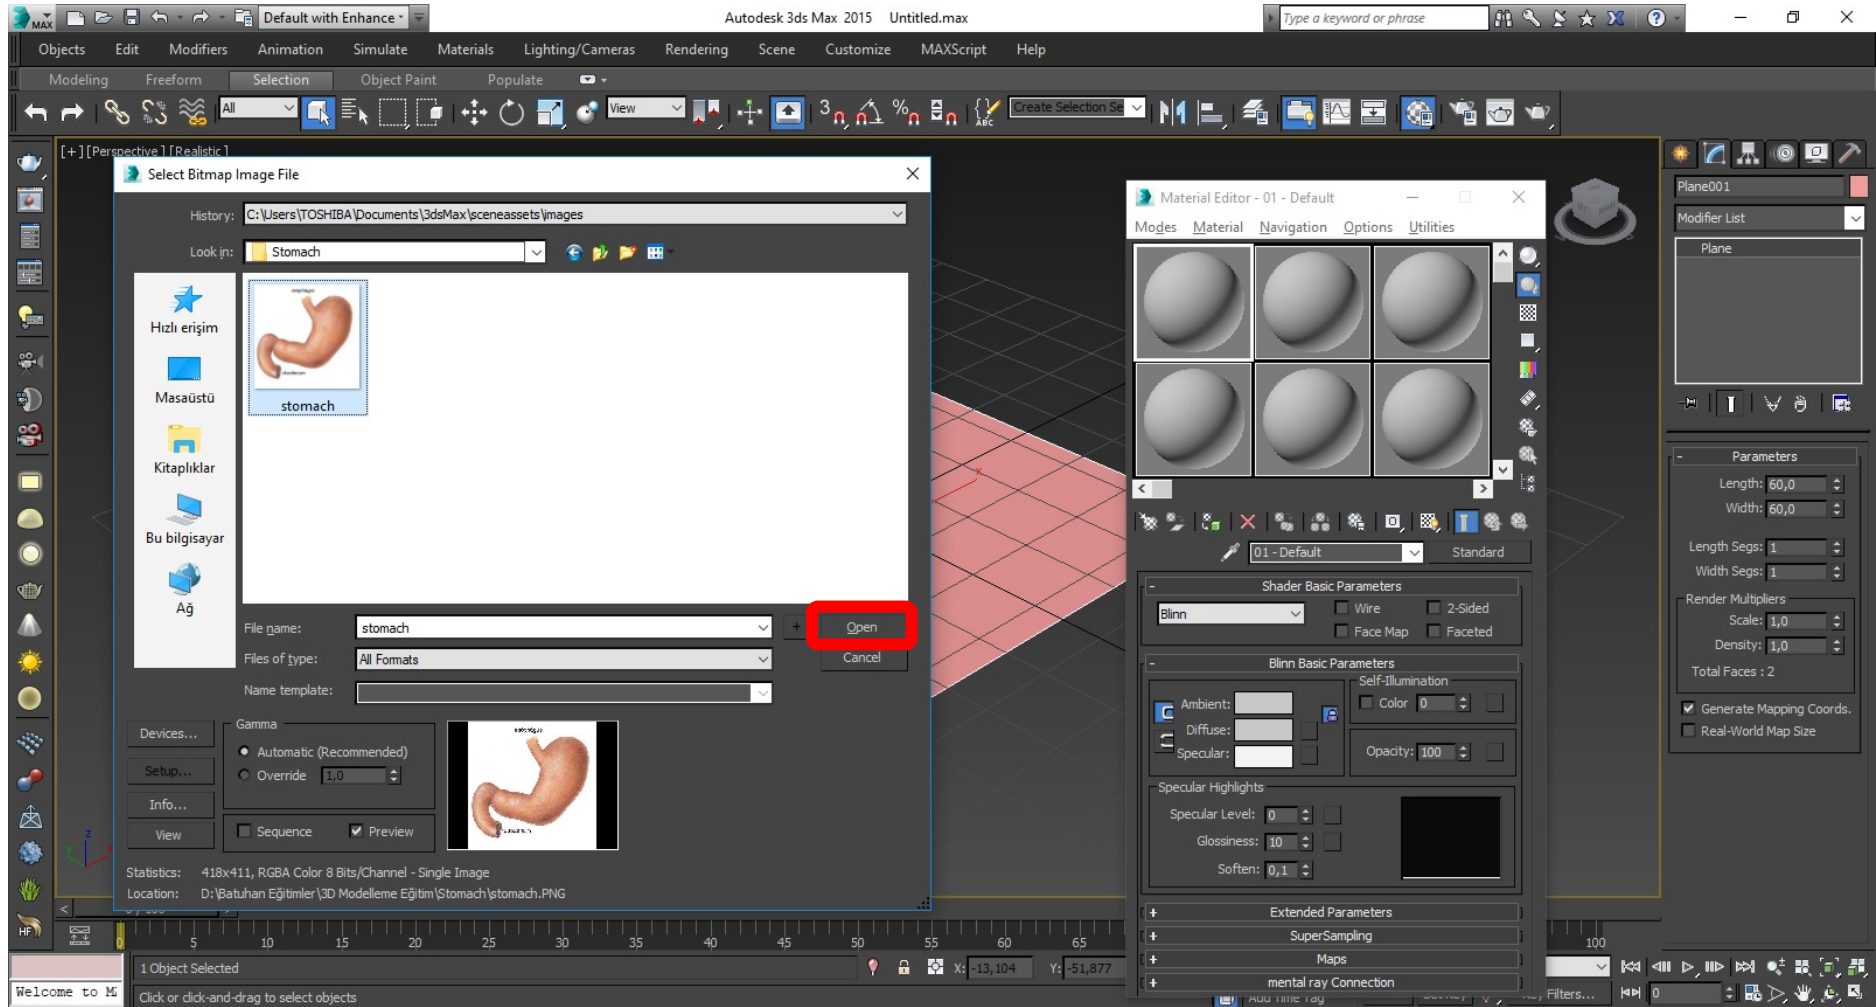 MAX
Default with Enhance
Autodesk 3ds Max 2015 Untitled.max
Type a keyword or phrase
Objects Edit Modifiers Animation Simulate Materials Lighting/Cameras Rendering Scene Customize MAXScript Help
Modeling Freeform Selection Object Paint Populate
All
View
Create Selection Se
[+] [Perspective] [Realistic]
Select Bitmap Image File
History: C:\Users\TOSHIBA\Documents\3dsMax\sceneassets\images
Look in: Stomach
Hızlı erişim
Masaüstü
Kitaplıklar
Bu bilgisayar
Ağ
stomach
File name: stomach
Open
Files of type: All Formats
Cancel
Name template:
Devices...
Setup...
Info...
View
Gamma
Automatic (Recommended)
Override 1,0
Sequence
Preview
Statistics: 418x411, RGBA Color 8 Bits/Channel - Single Image
Location: D:\Batuhan Eğitimler\3D Modelleme Eğitim\Stomach\stomach.PNG
Material Editor - 01 - Default
Modes Material Navigation Options Utilities
01 - Default
Standard
- Shader Basic Parameters
Blinn
Wire
2-Sided
Face Map
Faceted
- Blinn Basic Parameters
Self-Illumination
Ambient:
Color 0
Diffuse:
Specular:
Opacity: 100
Specular Highlights
Specular Level: 0
Glossiness: 10
Soften: 0,1
+ Extended Parameters
+ SuperSampling
+ Maps
+ mental ray Connection
Plane001
Modifier List
Plane
- Parameters
Length: 60,0
Width: 60,0
Length Segs: 1
Width Segs: 1
Render Multipliers
Scale: 1,0
Density: 1,0
Total Faces : 2
Generate Mapping Coords.
Real-World Map Size
0 5 10 15 20 25 30 35 40 45 50 55 60 65 100
1 Object Selected
X: -13,104
Y: -51,877
Welcome to M
Click or click-and-drag to select objects
Add Time Tag
Filters...
0